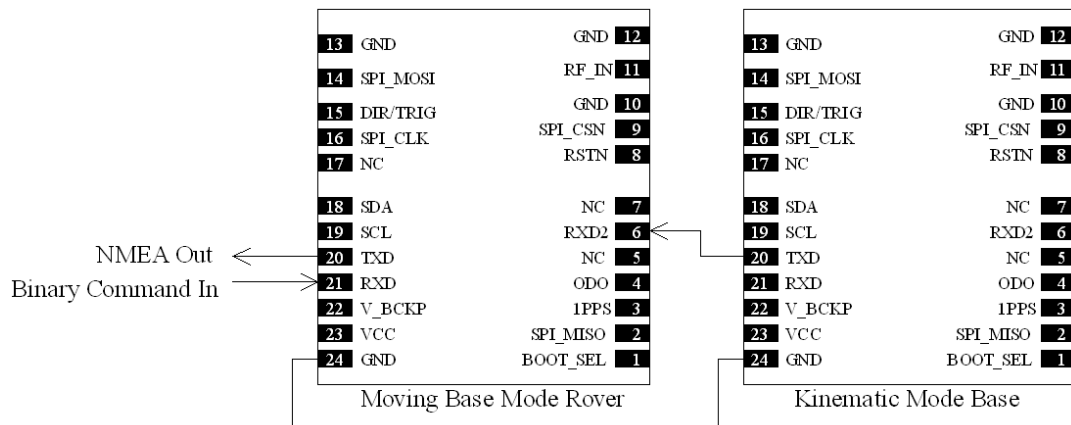 13 GND GND 12
14 SPI_MOSI RF_IN 11
15 DIR/TRIG GND 10
16 SPI_CLK SPI_CSN 9
17 NC RSTN 8
18 SDA NC 7
19 SCL RXD2 6
20 TXD NC 5
21 RXD ODO 4
22 V_BCKP 1PPS 3
23 VCC SPI_MISO 2
24 GND BOOT_SEL 1
NMEA Out
Binary Command In
Moving Base Mode Rover
13 GND GND 12
14 SPI_MOSI RF_IN 11
15 DIR/TRIG GND 10
16 SPI_CLK SPI_CSN 9
17 NC RSTN 8
18 SDA NC 7
19 SCL RXD2 6
20 TXD NC 5
21 RXD ODO 4
22 V_BCKP 1PPS 3
23 VCC SPI_MISO 2
24 GND BOOT_SEL 1
Kinematic Mode Base